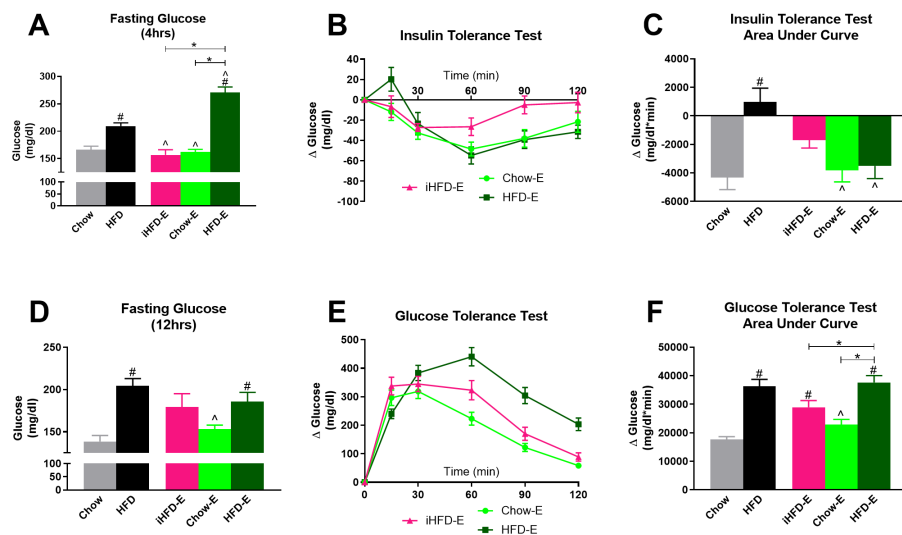 A
Fasting Glucose
(4hrs)
Glucose
(mg/dl)
300
250
200
150
100
50
0
#
^
^
^
#
*
*
Chow
HFD
iHFD-E
Chow-E
HFD-E
B
Insulin Tolerance Test
Time (min)
30
60
90
120
Δ Glucose
(mg/dl)
40
20
0
-20
-40
-60
-80
-100
iHFD-E
Chow-E
HFD-E
C
Insulin Tolerance Test
Area Under Curve
Δ Glucose
(mg/dl*min)
4000
2000
0
-2000
-4000
-6000
#
^
^
Chow
HFD
iHFD-E
Chow-E
HFD-E
D
Fasting Glucose
(12hrs)
Glucose
(mg/dl)
250
200
150
100
50
0
#
^
#
Chow
HFD
iHFD-E
Chow-E
HFD-E
E
Glucose Tolerance Test
Δ Glucose
(mg/dl)
500
400
300
200
100
0
Time (min)
0
30
60
90
120
iHFD-E
Chow-E
HFD-E
F
Glucose Tolerance Test
Area Under Curve
Δ Glucose
(mg/dl*min)
50000
40000
30000
20000
10000
0
#
#
^
#
*
*
Chow
HFD
iHFD-E
Chow-E
HFD-E